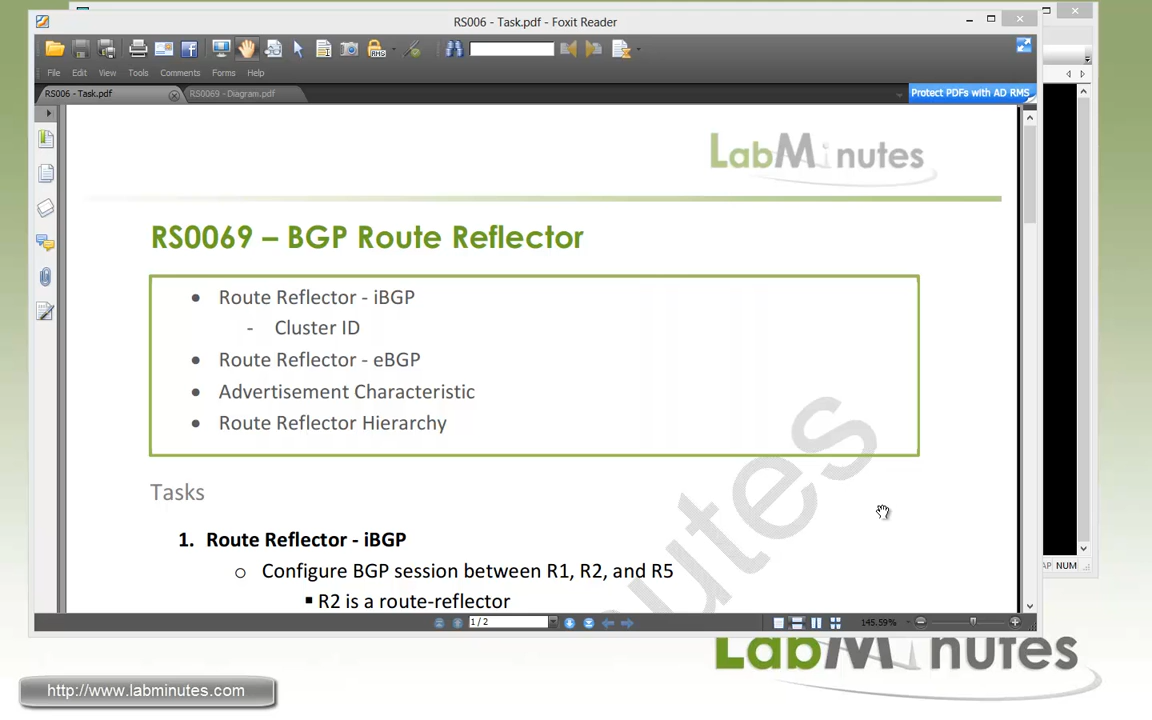 RS006 - Task.pdf - Foxit Reader
File Edit View Tools Comments Forms Help
RS006 - Task.pdf
RS0069 - Diagram.pdf
Protect PDFs with AD RMS
LabMinutes
RS0069 – BGP Route Reflector
• Route Reflector - iBGP
- Cluster ID
• Route Reflector - eBGP
• Advertisement Characteristic
• Route Reflector Hierarchy
Tasks
1. Route Reflector - iBGP
o Configure BGP session between R1, R2, and R5
▪ R2 is a route-reflector
nutes
1 / 2
145.59%
AP NUM
LabMinutes
http://www.labminutes.com